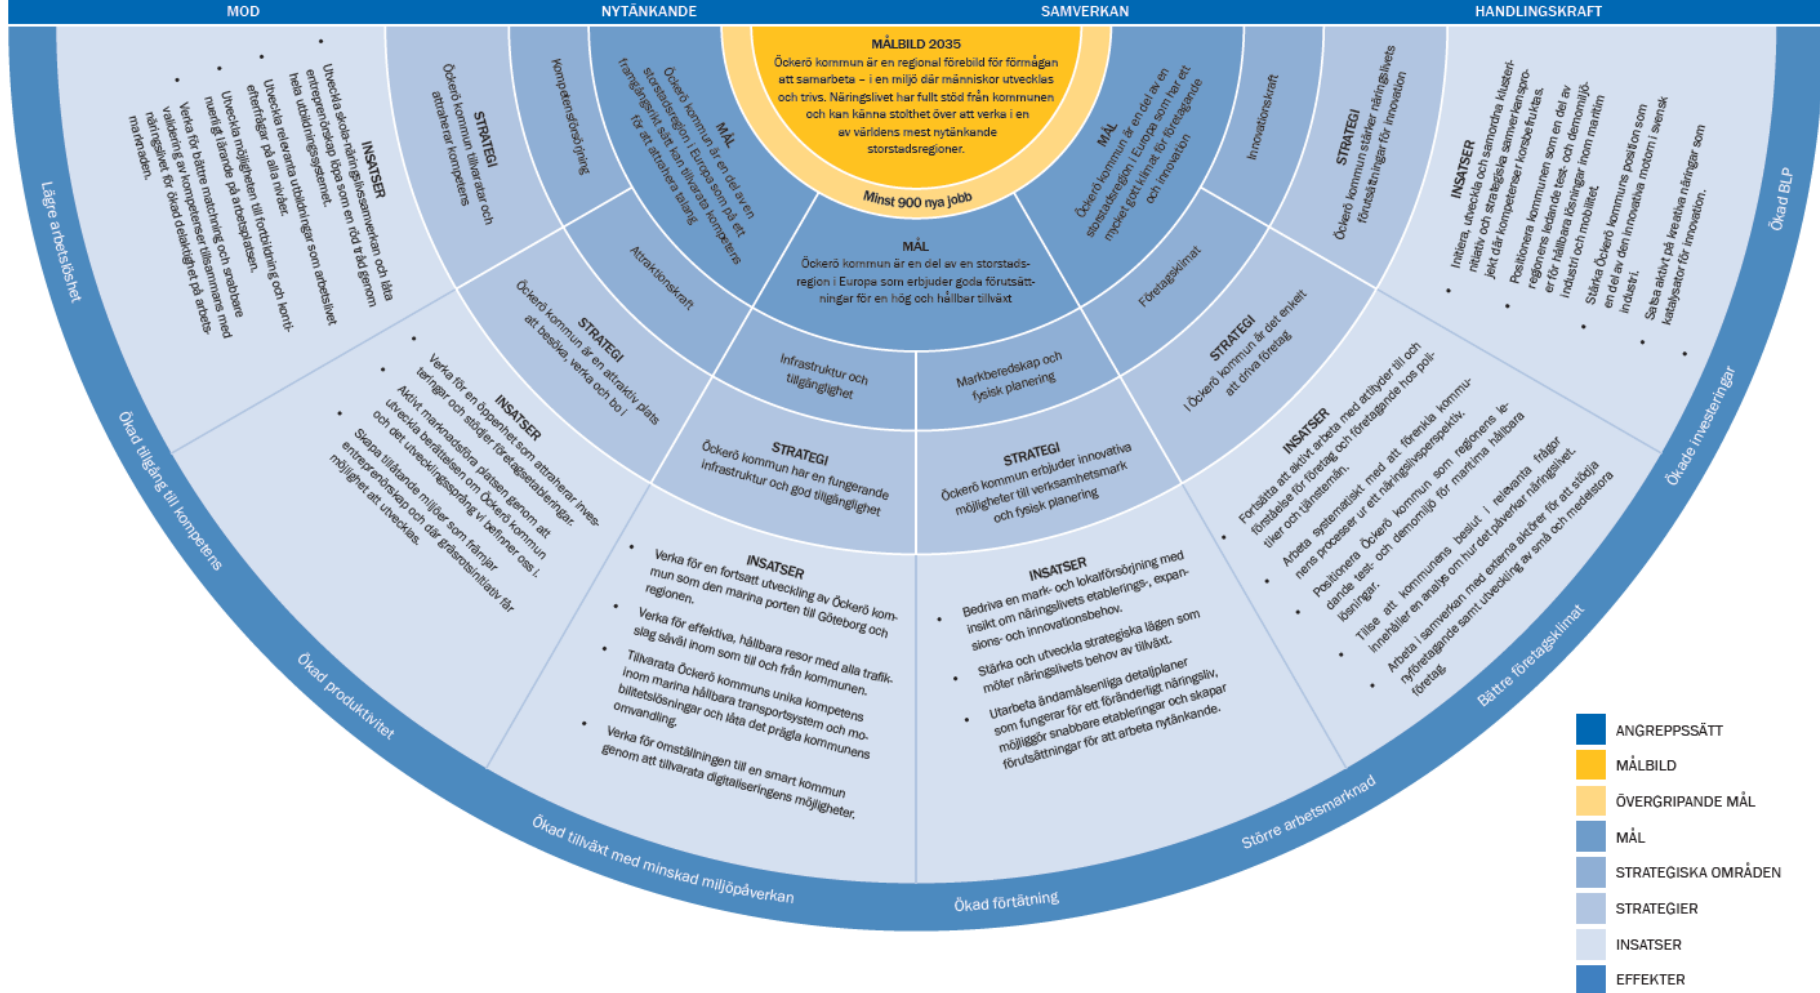 MOD
NYTÄNKANDE
SAMVERKAN
HANDLINGSKRAFT
MÅLBILD 2035
Öckerö kommun är en regional förebild för förmågan
att samarbeta – i en miljö där människor utvecklas
och trivs. Näringslivet har fullt stöd från kommunen
och kan känna stolthet över att verka i en
av världens mest nytänkande
storstadsregioner.
Minst 900 nya jobb
MÅL
Öckerö kommun är en del av en
storstadsregion i Europa som på ett
framgångsrik sätt kan tillvarata kompetens
för att attrahera talang
MÅL
Öckerö kommun är en del av en storstads-
region i Europa som erbjuder goda förutsätt-
ningar för en hög och hållbar tillväxt
MÅL
Öckerö kommun är en del av en
storstadsregion i Europa som har ett
mycket gott klimat för företagande
och innovation
Kompetensförsörjning
Attraktionskraft
Infrastruktur och
tillgänglighet
Markberedskap och
fysisk planering
Företagsklimat
Innovationskraft
STRATEGI
Öckerö kommun tillvaratar och
attraherar kompetens
STRATEGI
Öckerö kommun är en attraktiv plats
att besöka, verka och bo i
STRATEGI
Öckerö kommun har en fungerande
infrastruktur och god tillgänglighet
STRATEGI
Öckerö kommun erbjuder innovativa
möjligheter till verksamhetsmark
och fysisk planering
STRATEGI
I Öckerö kommun är det enkelt
att driva företag
STRATEGI
Öckerö kommun stärker näringslivets
förutsättningar för innovation
INSATSER
• Utveckla skola-näringslivssamverkan och låta
entreprenörskap löpa som en röd tråd genom
hela utbildningssystemet.
• Utveckla relevanta utbildningar som arbetslivet
efterfrågar på alla nivåer.
• Utveckla möjligheten till fortbildning och konti-
nuerligt lärande på arbetsplatsen.
• Verka för bättre matchning och snabbare
validering av kompetenser tillsammans med
näringslivet för ökad delaktighet på arbets-
marknaden.
INSATSER
• Verka för en öppenhet som attraherar inves-
teringar och stödjer företagsetableringar.
• Aktivt marknadsföra platsen genom att
utveckla berättelsen om Öckerö kommun
och det utvecklingssprång vi befinner oss i.
• Skapa tillåtande miljöer som främjar
entreprenörskap och där gräsrotsinitiativ får
möjlighet att utvecklas.
INSATSER
• Verka för en fortsatt utveckling av Öckerö kom-
mun som den marina porten till Göteborg och
regionen.
• Verka för effektiva, hållbara resor med alla trafik-
slag såväl inom som till och från kommunen.
• Tillvarata Öckerö kommuns unika kompetens
inom marina hållbara transportsystem och mo-
bilitetslösningar och låta det prägla kommunens
omvandling.
• Verka för omställningen till en smart kommun
genom att tillvarata digitaliseringens möjligheter.
INSATSER
• Bedriva en mark- och lokalförsörjning med
insikt om näringslivets etablerings-, expan-
sions- och innovationsbehov.
• Stärka och utveckla strategiska lägen som
möter näringslivets behov av tillväxt.
• Utarbeta ändamålsenliga detaljplaner
som fungerar för ett föränderligt näringsliv,
möjliggör snabbare etableringar och skapar
förutsättningar för att arbeta nytänkande.
INSATSER
• Fortsätta att aktivt arbeta med attityder till och
förståelse för företag och företagande hos poli-
tiker och tjänstemän.
• Arbeta systematiskt med att förenkla kommu-
nens processer ur ett näringslivsperspektiv.
• Positionera Öckerö kommun som regionens le-
dande test- och demomiljö för maritima hållbara
lösningar.
• Tillse att kommunens beslut i relevanta frågor
innehåller en analys om hur det påverkar näringslivet.
• Arbeta i samverkan med externa aktörer för att stödja
nyföretagande samt utveckling av små och medelstora
företag
INSATSER
• Initiera, utveckla och samordna klusteri-
nitiativ och strategiska samverkanspro-
jekt där kompetenser korsbefruktas.
• Positionera kommunen som en del av
regionens ledande test- och demomiljö-
er för hållbara lösningar inom maritim
industri och mobilitet.
• Stärka Öckerö kommuns position som
en del av den innovativa motorn i svensk
industri.
• Satsa aktivt på kreativa näringar som
katalysator för innovation.
•
Lägre arbetslöshet
Ökad tillgång till kompetens
Ökad produktivitet
Ökad tillväxt med minskad miljöpåverkan
Ökad förtätning
Större arbetsmarknad
Bättre företagsklimat
Ökade investeringar
Ökad BLP
ANGREPPSSÄTT
MÅLBILD
ÖVERGRIPANDE MÅL
MÅL
STRATEGISKA OMRÅDEN
STRATEGIER
INSATSER
EFFEKTER